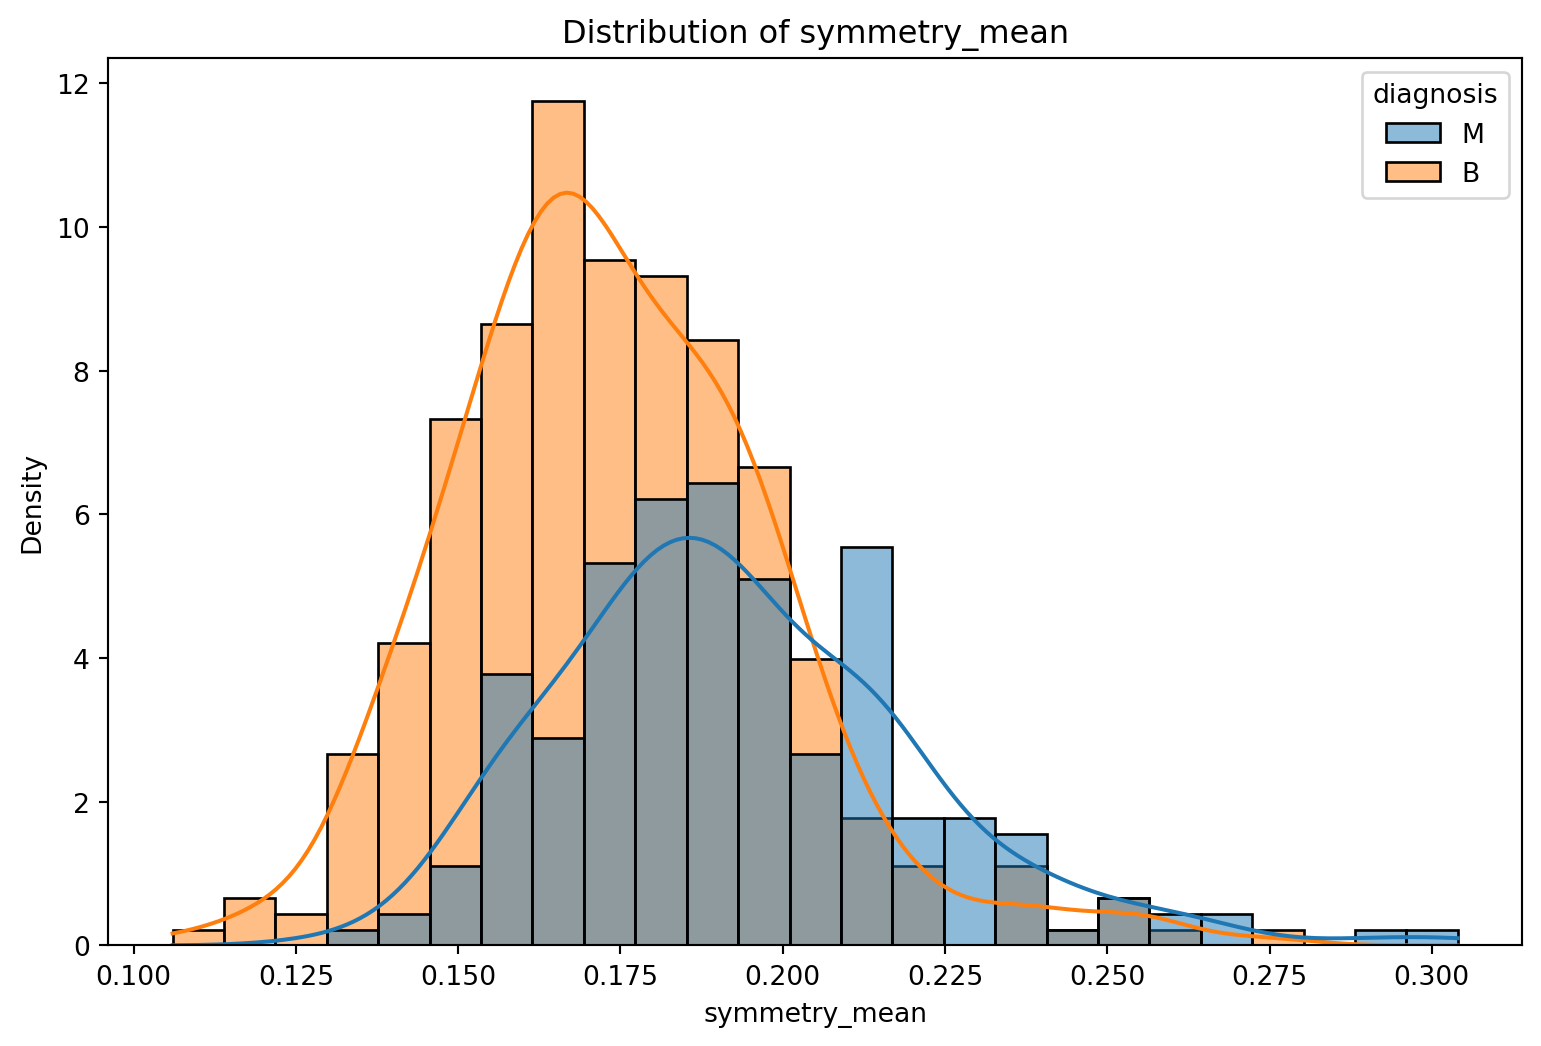 Distribution of symmetry_mean
diagnosis
M
B
12
10
8
6
4
2
0
Density
0.100 0.125 0.150 0.175 0.200 0.225 0.250 0.275 0.300
symmetry_mean